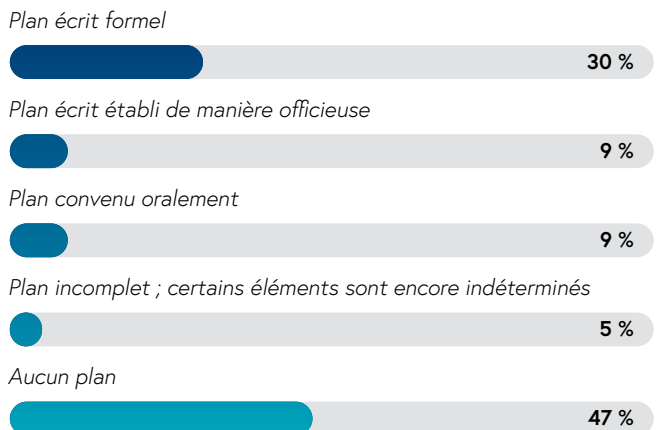 Plan écrit formel
30 %
Plan écrit établi de manière officieuse
9 %
Plan convenu oralement
9 %
Plan incomplet ; certains éléments sont encore indéterminés
5 %
Aucun plan
47 %